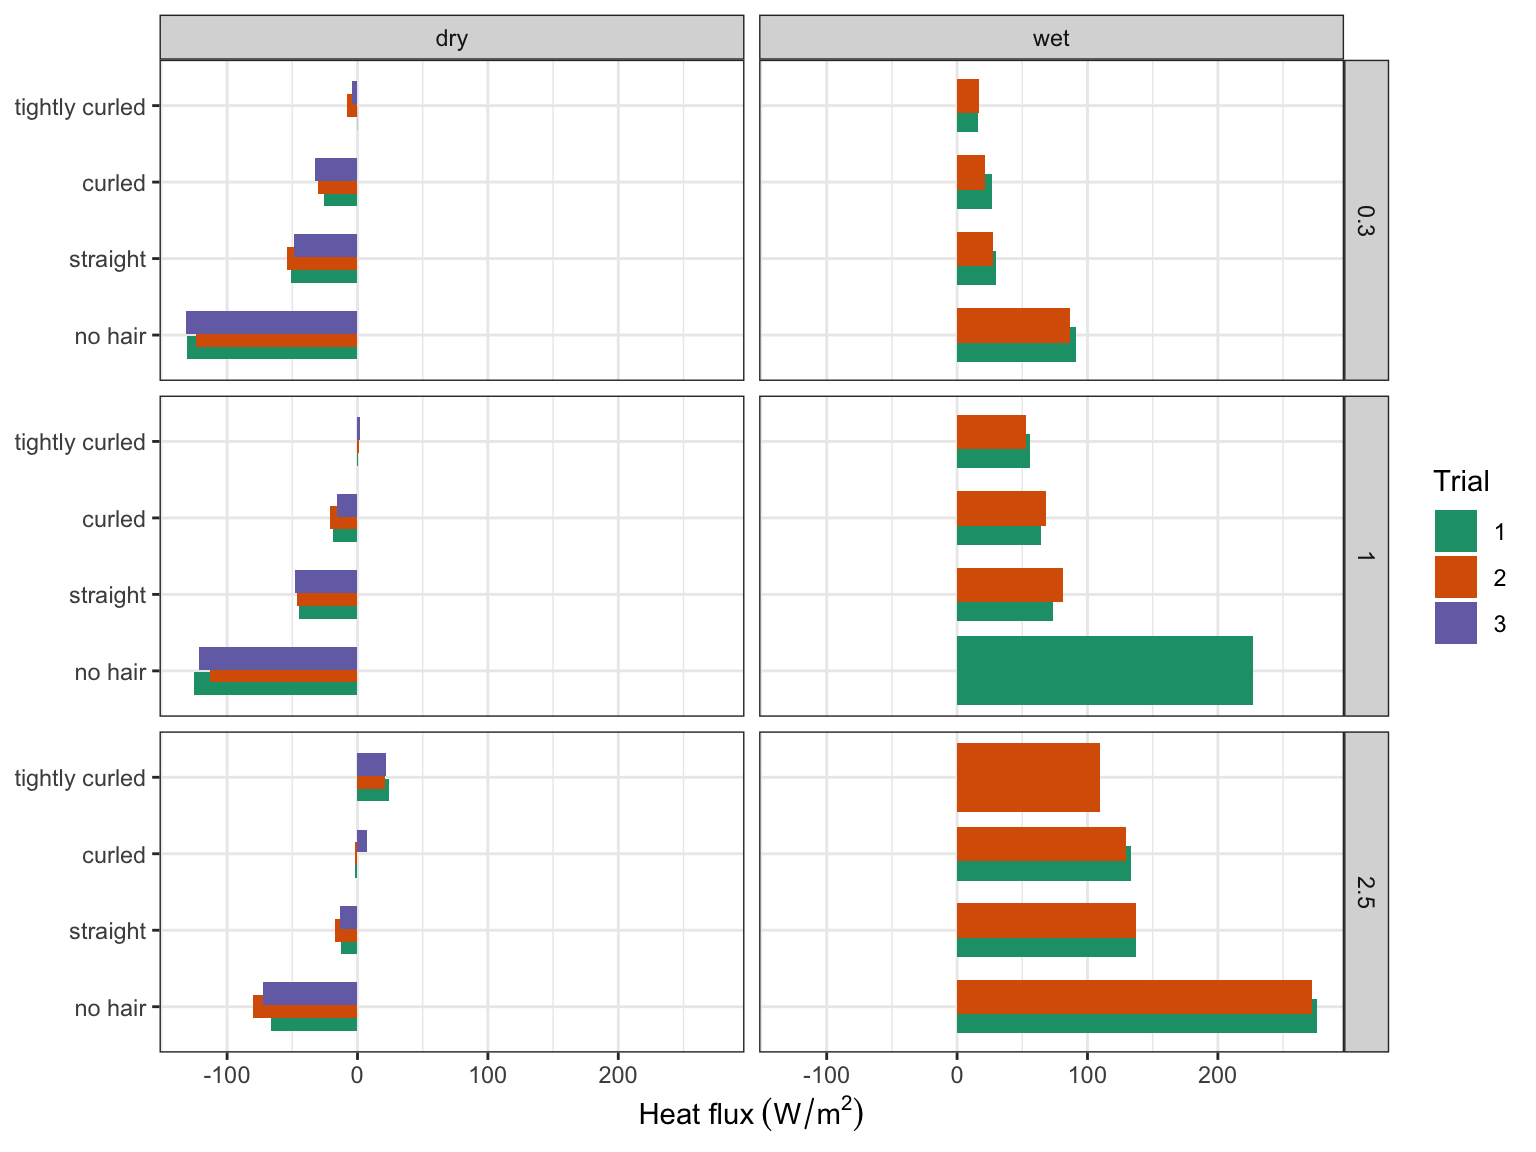 dry
wet
tightly curled
curled
straight
no hair
0.3
tightly curled
curled
straight
no hair
1
tightly curled
curled
straight
no hair
2.5
-100 0 100 200
-100 0 100 200
Heat flux (W/m²)
Trial
1
2
3